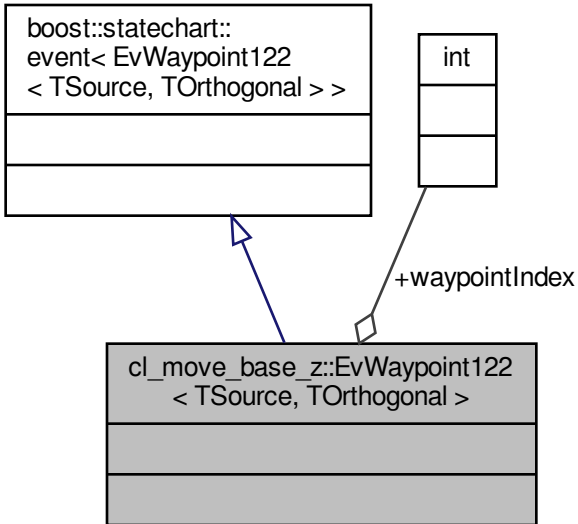 boost::statechart::
event< EvWaypoint122
< TSource, TOrthogonal > >
int
+waypointIndex
cl_move_base_z::EvWaypoint122
< TSource, TOrthogonal >